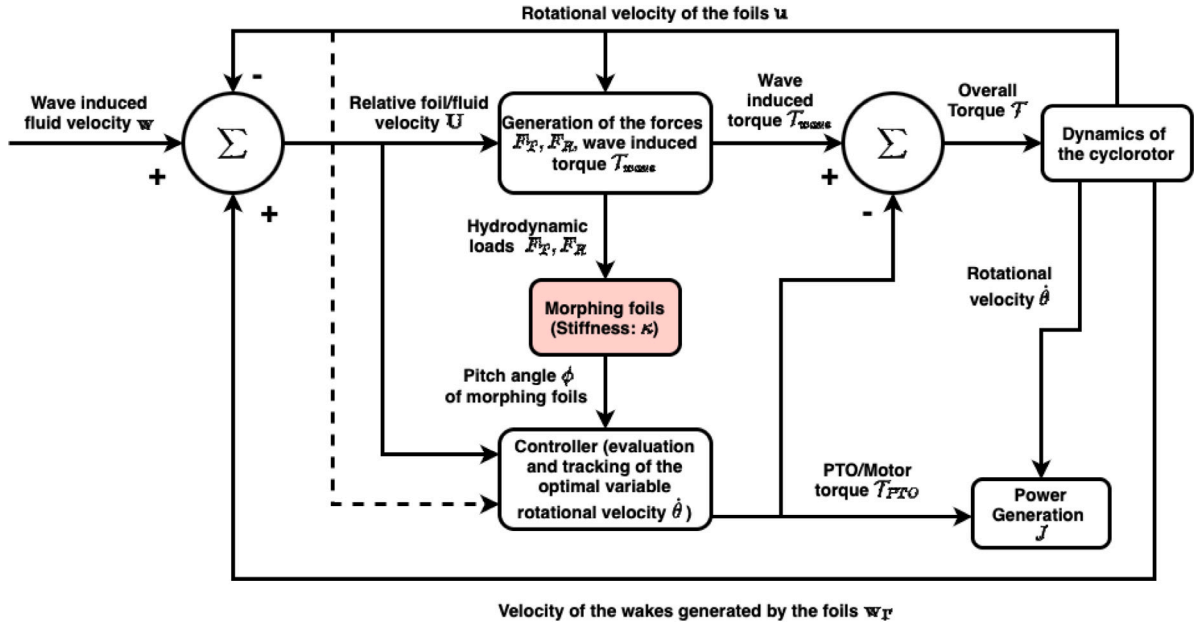 Rotational velocity of the foils u
-
Wave induced
fluid velocity w
+
Σ
+
Relative foil/fluid
velocity U
Generation of the forces
F_T, F_R, wave induced
torque 𝒯_wave
Wave
induced
torque 𝒯_wave
+
Σ
-
Overall
Torque 𝒯
Dynamics of
the cyclorotor
Hydrodynamic
loads F_T, F_R
Rotational
velocity θ̇
Morphing foils
(Stiffness: κ)
Pitch angle ϕ
of morphing foils
Controller (evaluation
and tracking of the
optimal variable
rotational velocity θ̇ )
PTO/Motor
torque 𝒯_PTO
Power
Generation
J
Velocity of the wakes generated by the foils w_Γ